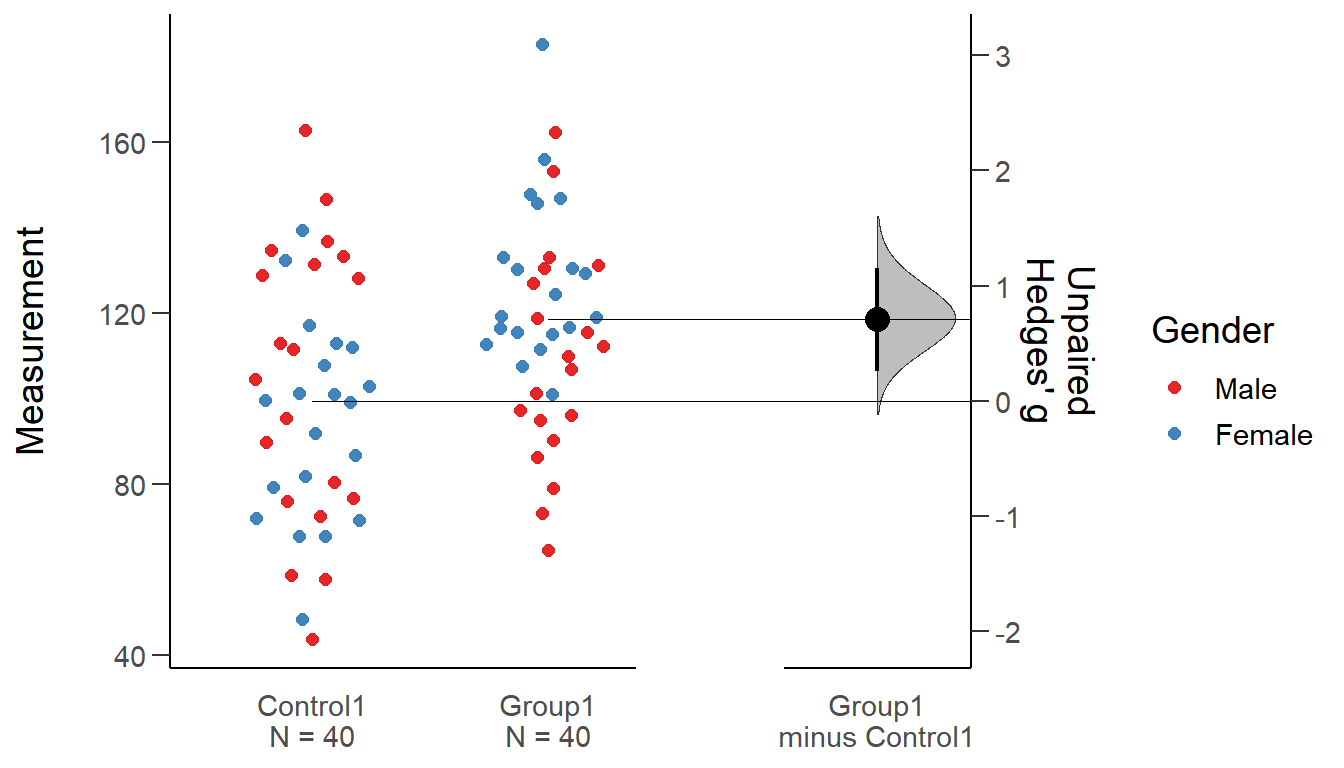 Measurement
160
120
80
40
3
2
1
0
-1
-2
Unpaired
Hedges' g
Gender
Male
Female
Control1
N = 40
Group1
N = 40
Group1
minus Control1